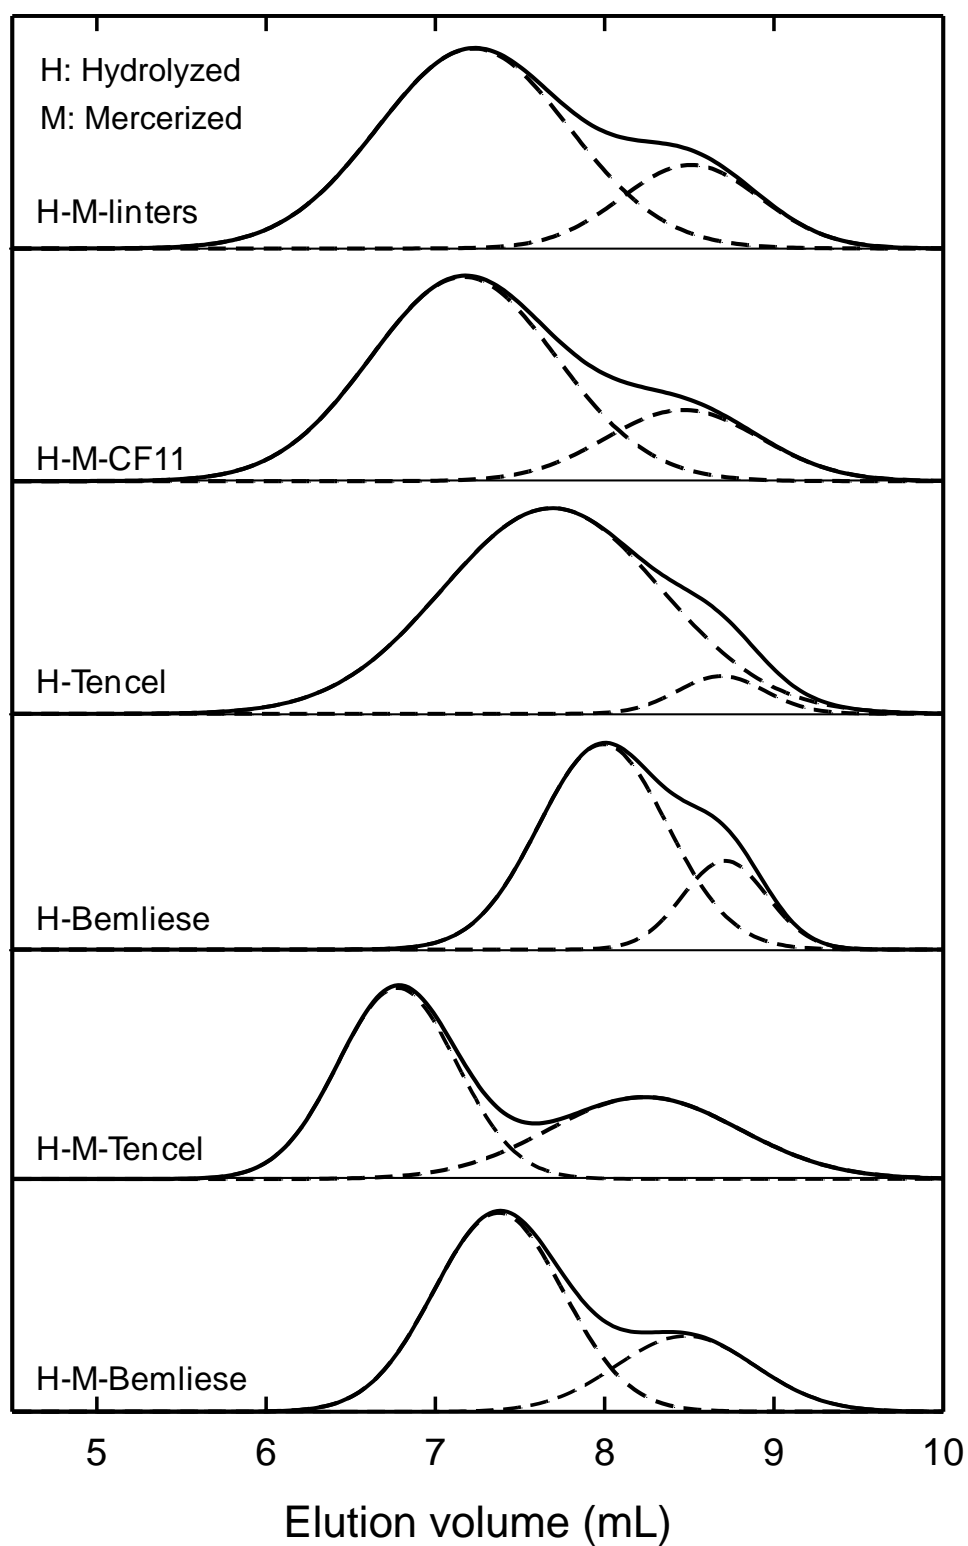 H: Hydrolyzed
M: Mercerized
H-M-linters
H-M-CF11
H-Tencel
H-Bemliese
H-M-Tencel
H-M-Bemliese
5 6 7 8 9 10
Elution volume (mL)